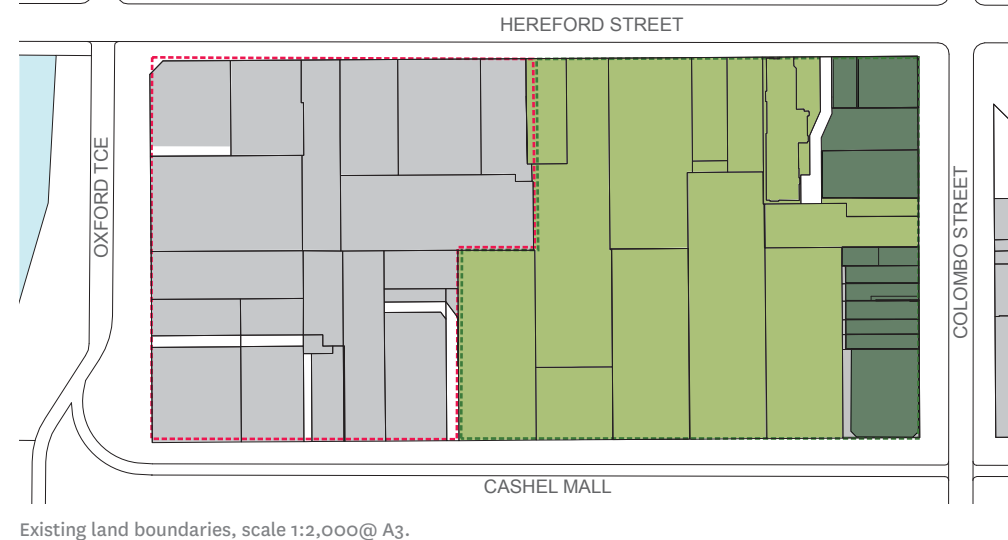 HEREFORD STREET
OXFORD TCE
COLOMBO STREET
CASHEL MALL
Existing land boundaries, scale 1:2,000@ A3.